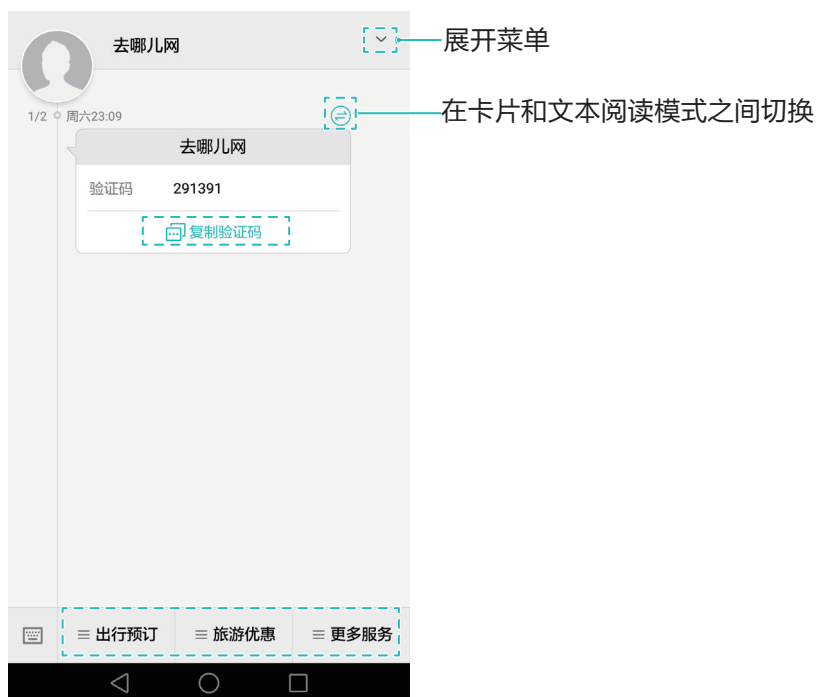 去哪儿网
展开菜单
1/2 周六23:09
在卡片和文本阅读模式之间切换
去哪儿网
验证码 291391
复制验证码
出行预订 旅游优惠 更多服务